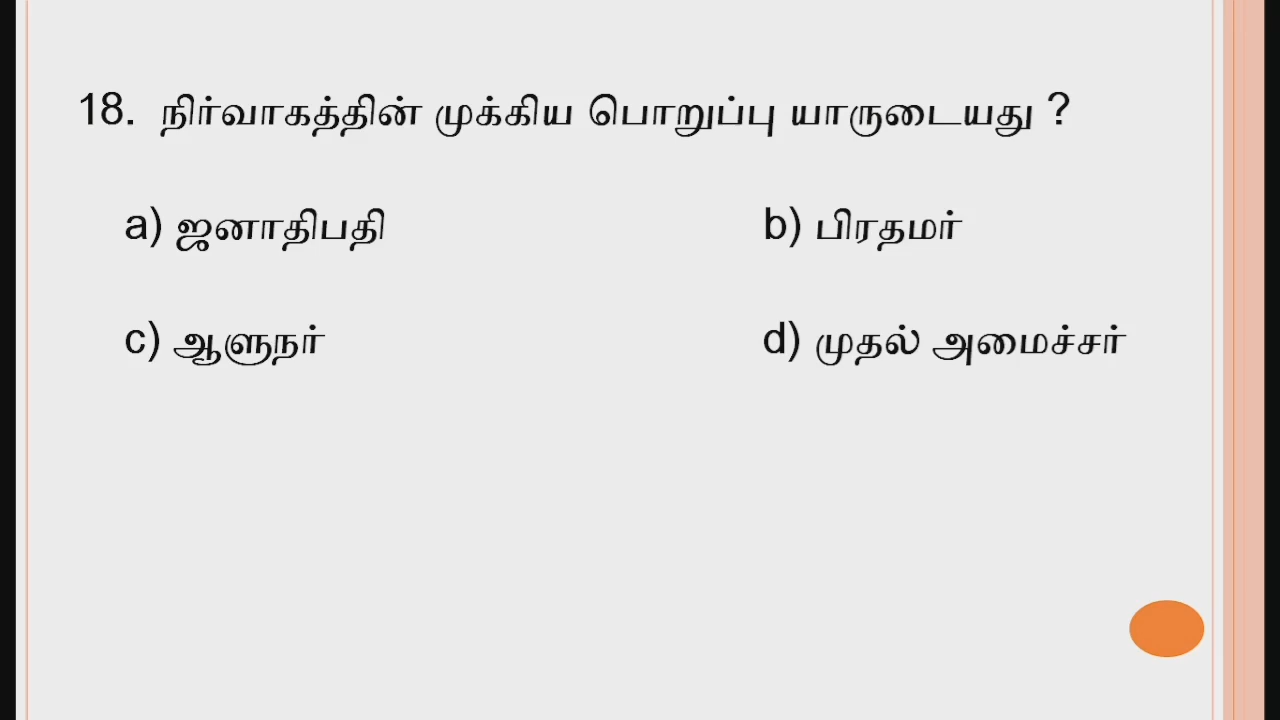 18. நிர்வாகத்தின் முக்கிய பொறுப்பு யாருடையது ?
a) ஜனாதிபதி b) பிரதமர்
c) ஆளுநர் d) முதல் அமைச்சர்